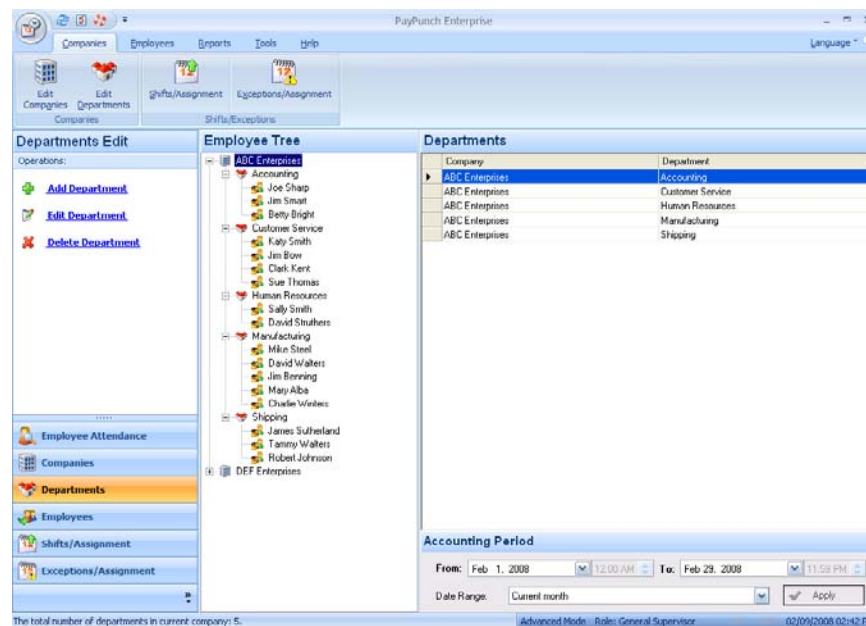 PayPunch Enterprise
Companies Employees Reports Tools Help Language
Edit Companies Edit Departments Shifts/Assignment Exceptions/Assignment
Companies Shifts/Exceptions
Departments Edit
Operations:
Add Department
Edit Department
Delete Department
Employee Attendance
Companies
Departments
Employees
Shifts/Assignment
Exceptions/Assignment
Employee Tree
ABC Enterprises
Accounting
Joe Sharp
Jim Smart
Betty Bright
Customer Service
Katy Smith
Jim Bow
Clark Kent
Sue Thomas
Human Resources
Sally Smith
David Struthers
Manufacturing
Mike Steel
David Walters
Jim Benning
Mary Alba
Charlie Winters
Shipping
James Sutherland
Tammy Walters
Robert Johnson
DEF Enterprises
Departments
Company Department
ABC Enterprises Accounting
ABC Enterprises Customer Service
ABC Enterprises Human Resources
ABC Enterprises Manufacturing
ABC Enterprises Shipping
Accounting Period
From: Feb 1, 2008 12:00 AM To: Feb 29, 2008 11:59 PM
Date Range: Current month Apply
The total number of departments in current company: 5. Advanced Mode Role: General Supervisor 02/09/2008 02:42